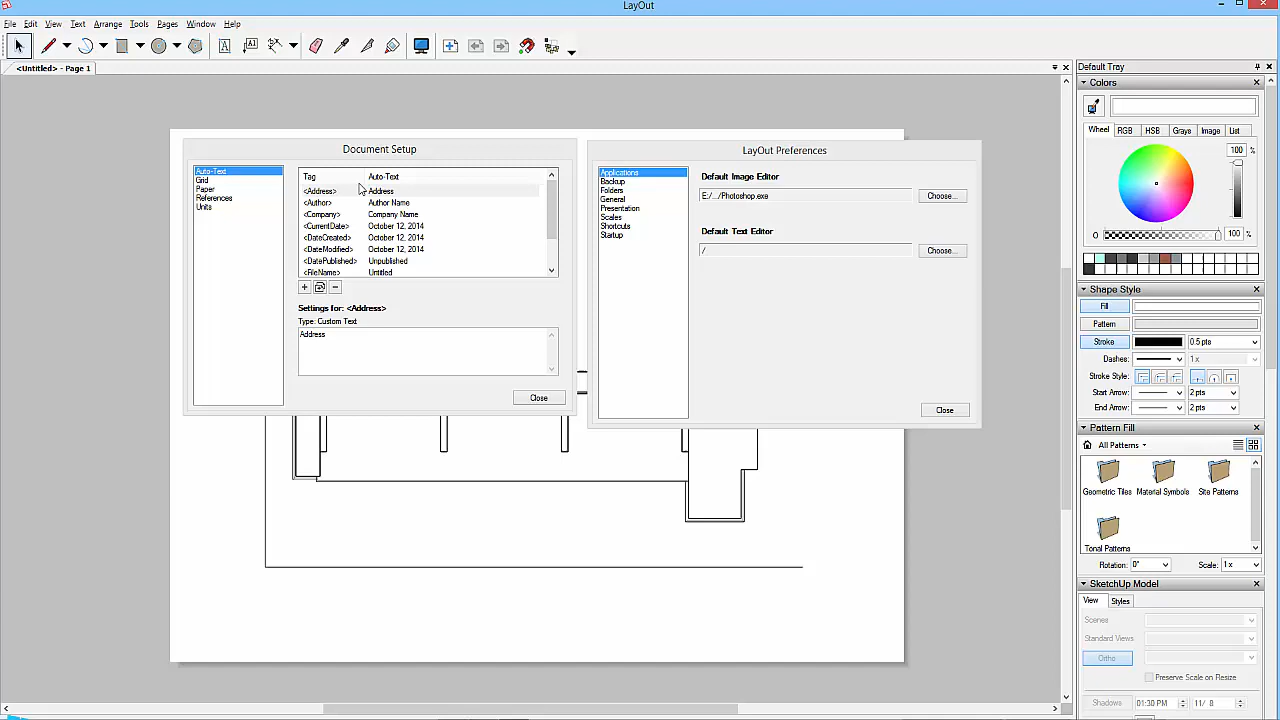 LayOut
File Edit View Text Arrange Tools Pages Window Help
<Untitled> - Page 1
Document Setup
Auto-Text
Grid
Paper
References
Units
Tag Auto-Text
<Address> Address
<Author> Author Name
<Company> Company Name
<CurrentDate> October 12, 2014
<DateCreated> October 12, 2014
<DateModified> October 12, 2014
<DatePublished> Unpublished
<FileName> Untitled
Settings for: <Address>
Type: Custom Text
Address
Close
LayOut Preferences
Applications
Backup
Folders
General
Presentation
Scales
Shortcuts
Startup
Default Image Editor
E:/.../Photoshop.exe
Choose...
Default Text Editor
/
Choose...
Close
Default Tray
Colors
Wheel RGB HSB Grays Image List
100
100 %
Shape Style
Fill
Pattern
Stroke 0.5 pts
Dashes: 1 x
Stroke Style:
Start Arrow: 2 pts
End Arrow: 2 pts
Pattern Fill
All Patterns
Geometric Tiles Material Symbols Site Patterns
Tonal Patterns
Rotation: 0° Scale: 1 x
SketchUp Model
View Styles
Scenes
Standard Views
Ortho
Preserve Scale on Resize
Shadows 01:30 PM 11/ 8